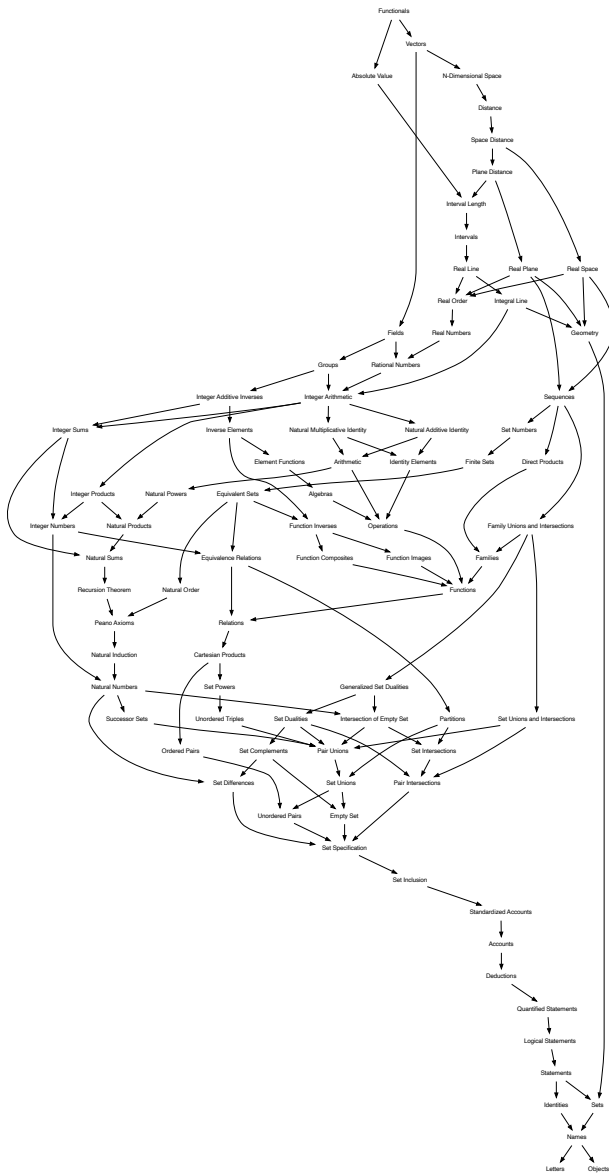 Functionals
Vectors
Absolute Value
N-Dimensional Space
Distance
Space Distance
Plane Distance
Interval Length
Intervals
Real Line
Real Plane
Real Space
Real Order
Integral Line
Fields
Real Numbers
Geometry
Groups
Rational Numbers
Integer Additive Inverses
Integer Arithmetic
Sequences
Integer Sums
Inverse Elements
Natural Multiplicative Identity
Natural Additive Identity
Set Numbers
Element Functions
Arithmetic
Identity Elements
Finite Sets
Direct Products
Integer Products
Natural Powers
Equivalent Sets
Algebras
Integer Numbers
Natural Products
Function Inverses
Operations
Family Unions and Intersections
Natural Sums
Equivalence Relations
Function Composites
Function Images
Families
Recursion Theorem
Natural Order
Functions
Peano Axioms
Relations
Natural Induction
Cartesian Products
Natural Numbers
Set Powers
Generalized Set Dualities
Successor Sets
Unordered Triples
Set Dualities
Intersection of Empty Set
Partitions
Set Unions and Intersections
Ordered Pairs
Set Complements
Pair Unions
Set Intersections
Set Differences
Set Unions
Pair Intersections
Unordered Pairs
Empty Set
Set Specification
Set Inclusion
Standardized Accounts
Accounts
Deductions
Quantified Statements
Logical Statements
Statements
Identities
Sets
Names
Letters
Objects